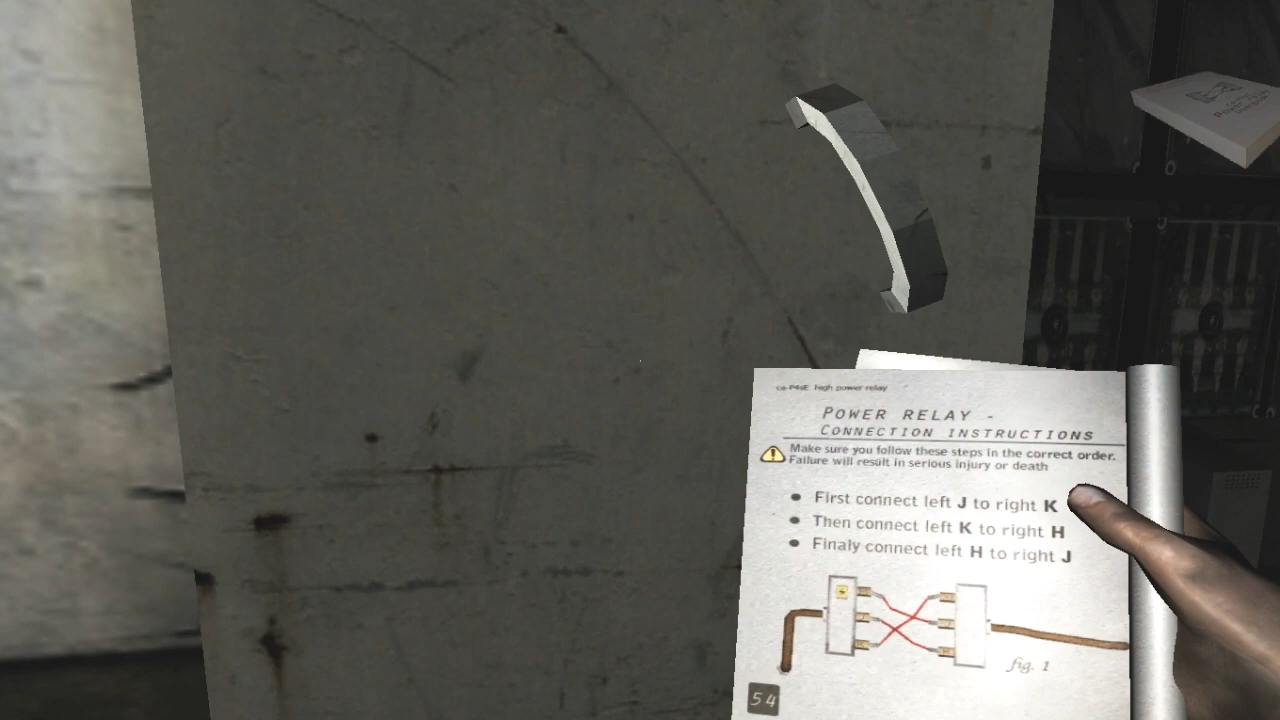 high power relay
POWER RELAY -
CONNECTION INSTRUCTIONS
Make sure you follow these steps in the correct order.
Failure will result in serious injury or death
• First connect left J to right K
• Then connect left K to right H
• Finaly connect left H to right J
fig. 1
54